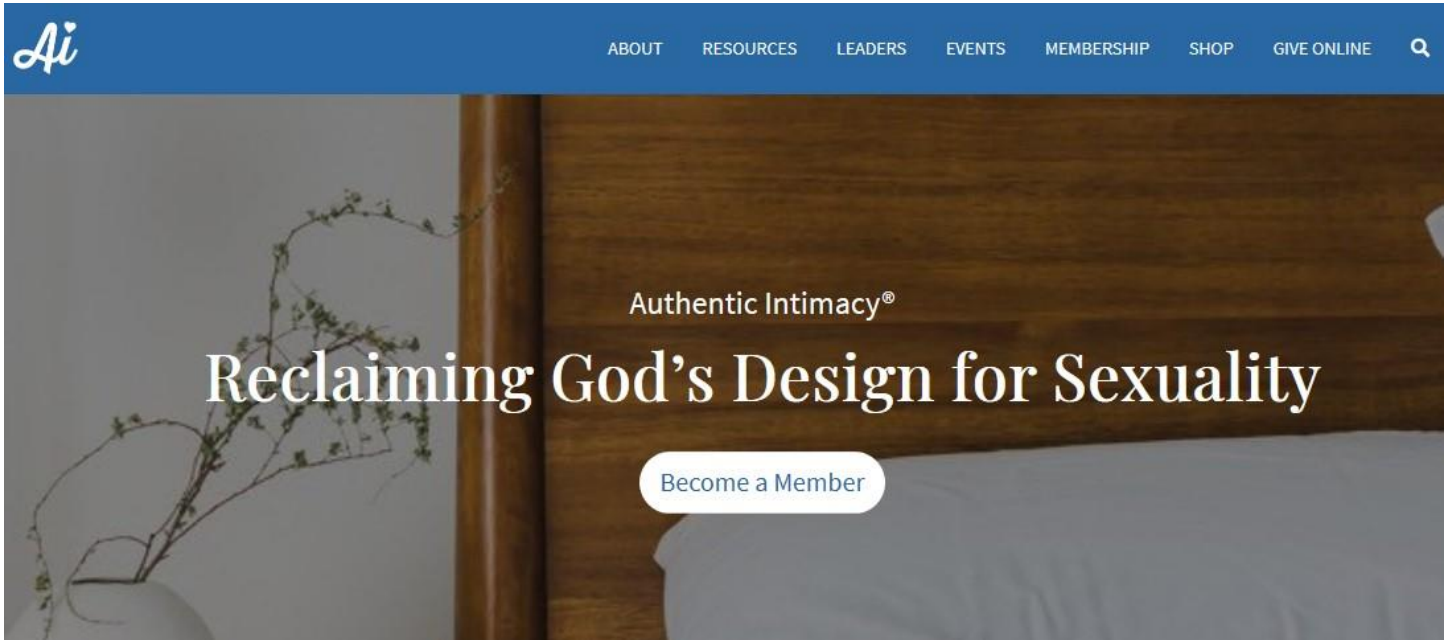 Ai
ABOUT RESOURCES LEADERS EVENTS MEMBERSHIP SHOP GIVE ONLINE
Authentic Intimacy®
Reclaiming God’s Design for Sexuality
Become a Member